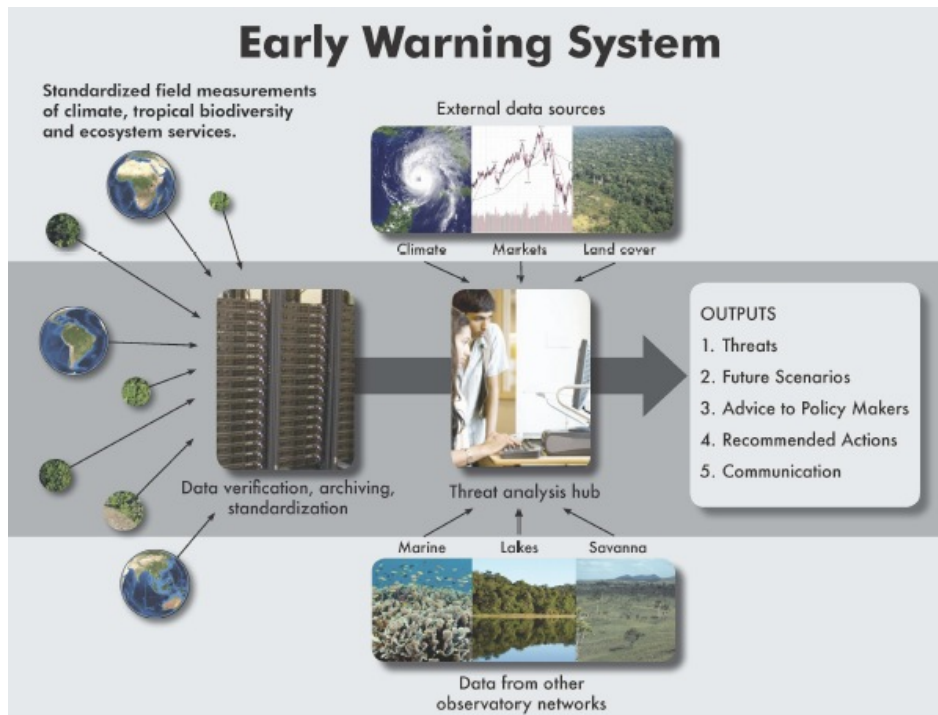 Early Warning System
Standardized field measurements
of climate, tropical biodiversity
and ecosystem services.
External data sources
Climate
Markets
Land cover
OUTPUTS
1. Threats
2. Future Scenarios
3. Advice to Policy Makers
4. Recommended Actions
5. Communication
Data verification, archiving,
standardization
Threat analysis hub
Marine
Lakes
Savanna
Data from other
observatory networks